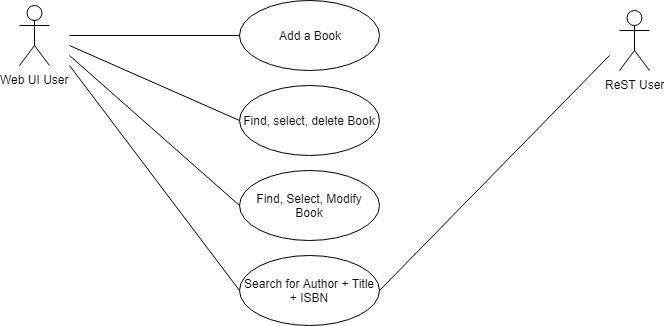 Add a Book
Web UI User
ReST User
Find, select, delete Book
Find, Select, Modify
Book
Search for Author + Title
+ ISBN